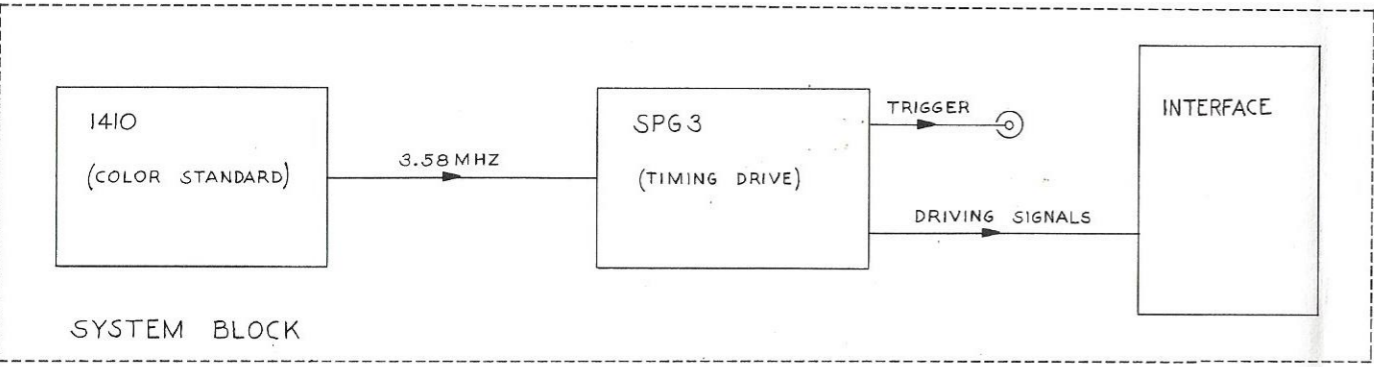 1410
(COLOR STANDARD)
3.58 MHZ
SPG3
(TIMING DRIVE)
TRIGGER
DRIVING SIGNALS
INTERFACE
SYSTEM BLOCK